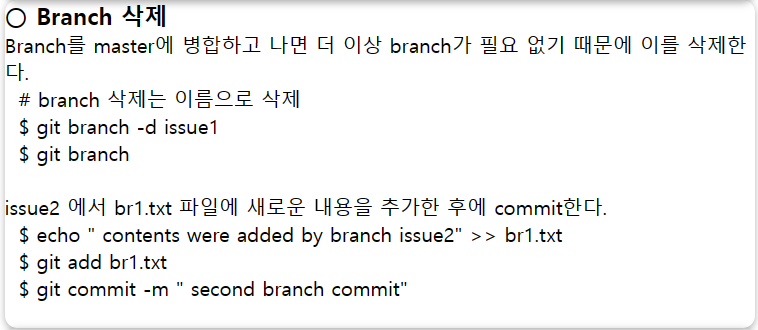 ○ Branch 삭제
Branch를 master에 병합하고 나면 더 이상 branch가 필요 없기 때문에 이를 삭제한
다.
# branch 삭제는 이름으로 삭제
$ git branch -d issue1
$ git branch
issue2 에서 br1.txt 파일에 새로운 내용을 추가한 후에 commit한다.
$ echo " contents were added by branch issue2" >> br1.txt
$ git add br1.txt
$ git commit -m " second branch commit"